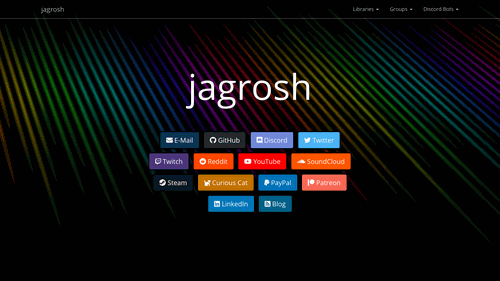 jagrosh Libraries Groups Discord Bots
jagrosh
E-Mail GitHub Discord Twitter
Twitch Reddit YouTube SoundCloud
Steam Curious Cat PayPal Patreon
LinkedIn Blog